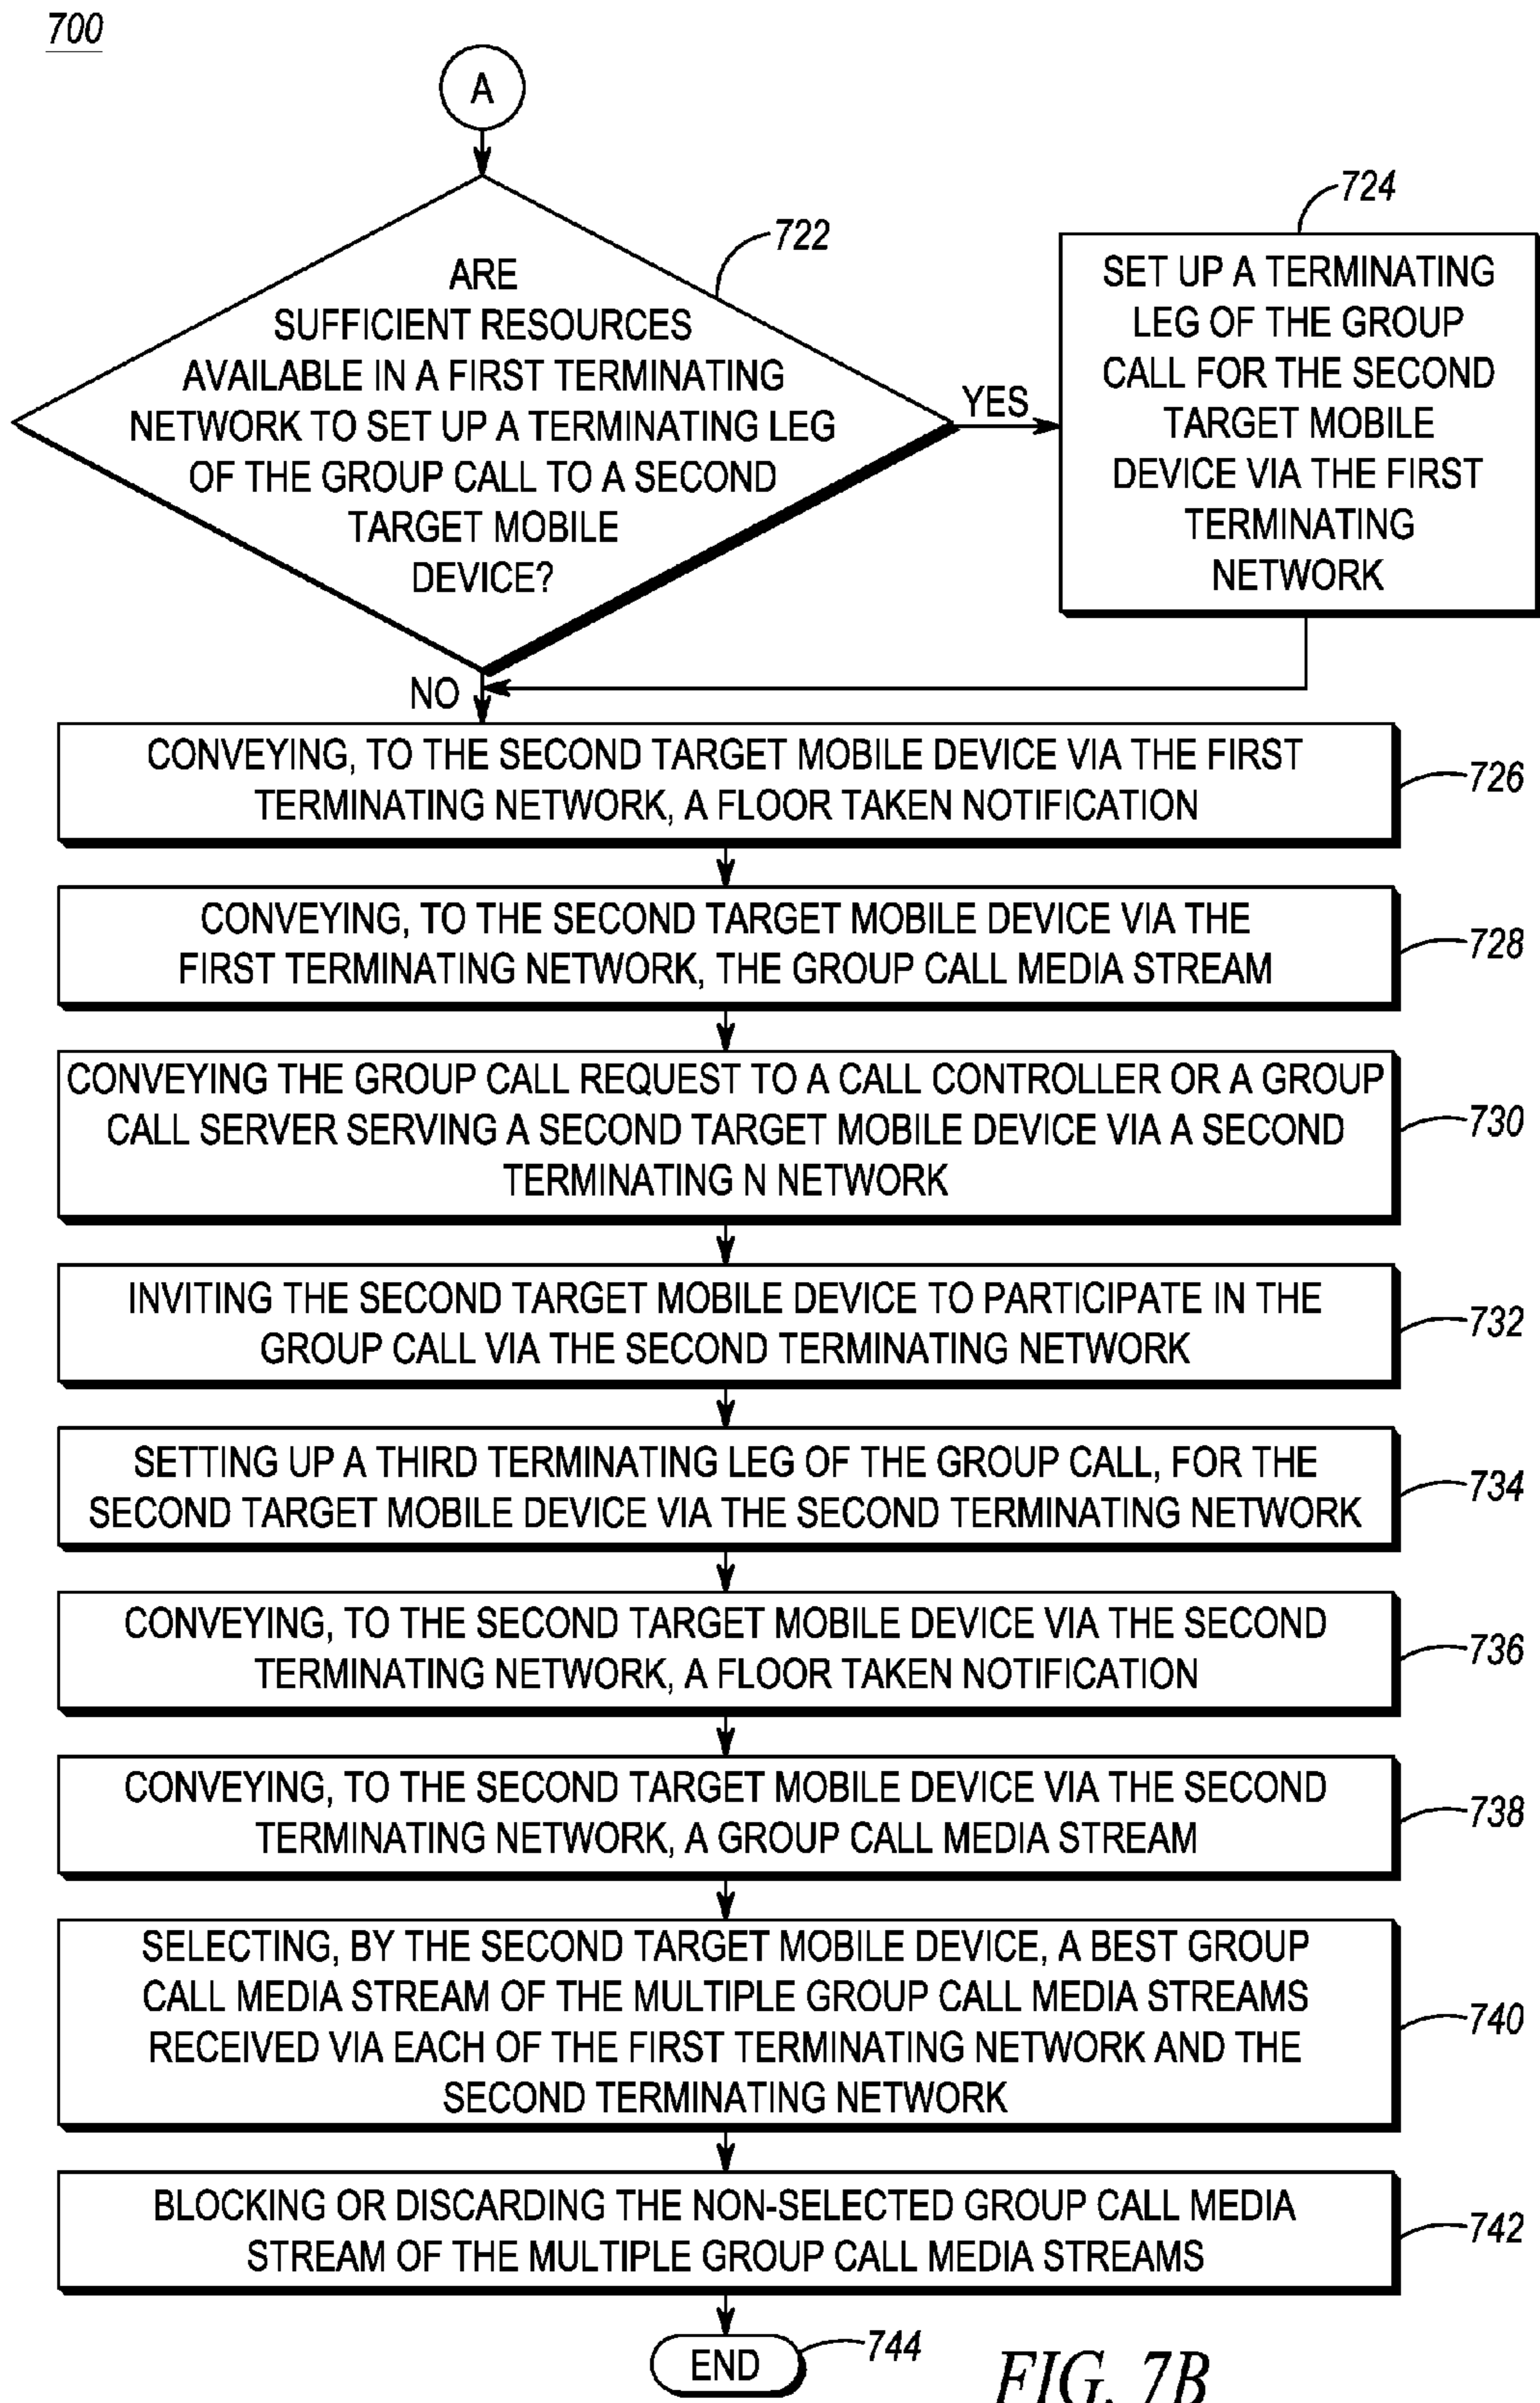 700
A
722
ARE
SUFFICIENT RESOURCES
AVAILABLE IN A FIRST TERMINATING
NETWORK TO SET UP A TERMINATING LEG
OF THE GROUP CALL TO A SECOND
TARGET MOBILE
DEVICE?
YES
724
SET UP A TERMINATING
LEG OF THE GROUP
CALL FOR THE SECOND
TARGET MOBILE
DEVICE VIA THE FIRST
TERMINATING
NETWORK
NO
CONVEYING, TO THE SECOND TARGET MOBILE DEVICE VIA THE FIRST
TERMINATING NETWORK, A FLOOR TAKEN NOTIFICATION
726
CONVEYING, TO THE SECOND TARGET MOBILE DEVICE VIA THE
FIRST TERMINATING NETWORK, THE GROUP CALL MEDIA STREAM
728
CONVEYING THE GROUP CALL REQUEST TO A CALL CONTROLLER OR A GROUP
CALL SERVER SERVING A SECOND TARGET MOBILE DEVICE VIA A SECOND
TERMINATING N NETWORK
730
INVITING THE SECOND TARGET MOBILE DEVICE TO PARTICIPATE IN THE
GROUP CALL VIA THE SECOND TERMINATING NETWORK
732
SETTING UP A THIRD TERMINATING LEG OF THE GROUP CALL, FOR THE
SECOND TARGET MOBILE DEVICE VIA THE SECOND TERMINATING NETWORK
734
CONVEYING, TO THE SECOND TARGET MOBILE DEVICE VIA THE SECOND
TERMINATING NETWORK, A FLOOR TAKEN NOTIFICATION
736
CONVEYING, TO THE SECOND TARGET MOBILE DEVICE VIA THE SECOND
TERMINATING NETWORK, A GROUP CALL MEDIA STREAM
738
SELECTING, BY THE SECOND TARGET MOBILE DEVICE, A BEST GROUP
CALL MEDIA STREAM OF THE MULTIPLE GROUP CALL MEDIA STREAMS
RECEIVED VIA EACH OF THE FIRST TERMINATING NETWORK AND THE
SECOND TERMINATING NETWORK
740
BLOCKING OR DISCARDING THE NON-SELECTED GROUP CALL MEDIA
STREAM OF THE MULTIPLE GROUP CALL MEDIA STREAMS
742
END
744
FIG. 7B